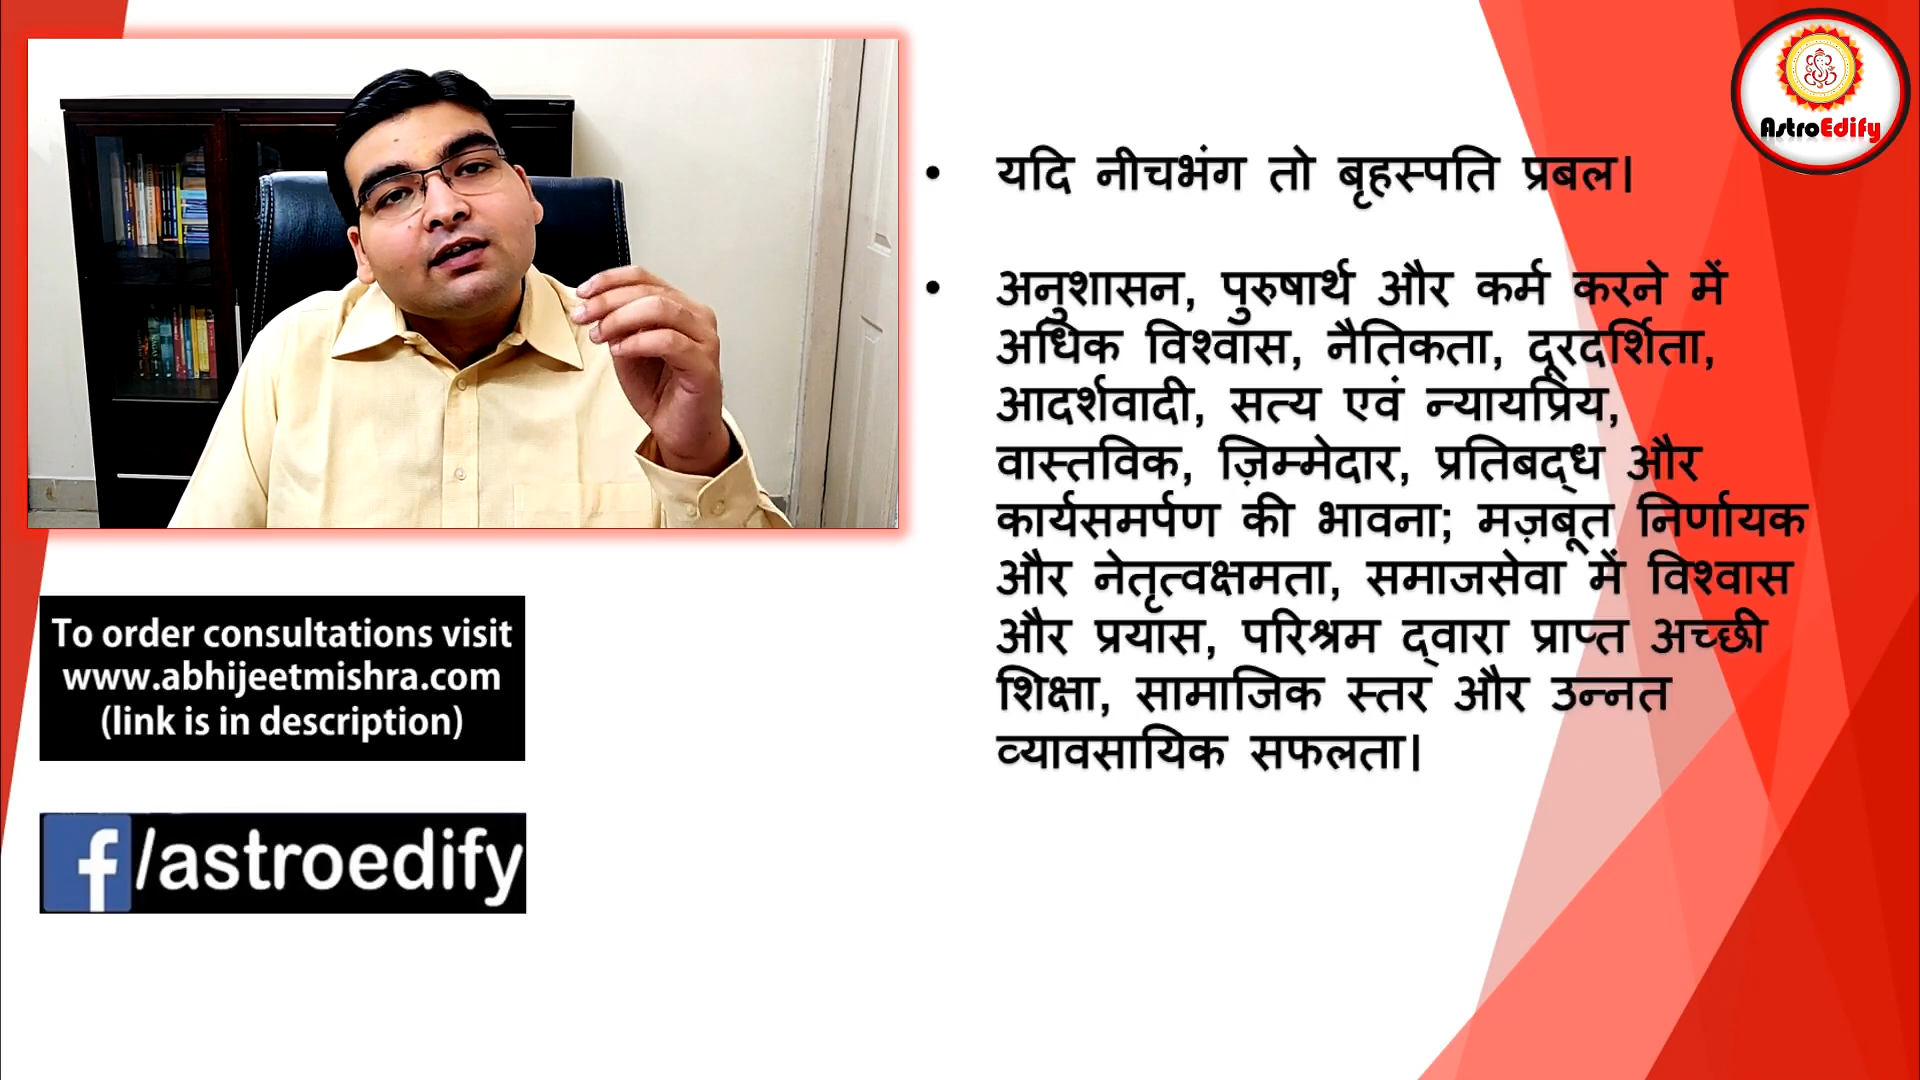 AstroEdify
• यदि नीचभंग तो बृहस्पति प्रबल।
• अनुशासन, पुरुषार्थ और कर्म करने में
अधिक विश्वास, नैतिकता, दूरदर्शिता,
आदर्शवादी, सत्य एवं न्यायप्रिय,
वास्तविक, ज़िम्मेदार, प्रतिबद्ध और
कार्यसमर्पण की भावना; मज़बूत निर्णायक
और नेतृत्वक्षमता, समाजसेवा में विश्वास
और प्रयास, परिश्रम द्वारा प्राप्त अच्छी
शिक्षा, सामाजिक स्तर और उन्नत
व्यावसायिक सफलता।
To order consultations visit
www.abhijeetmishra.com
(link is in description)
f/astroedify